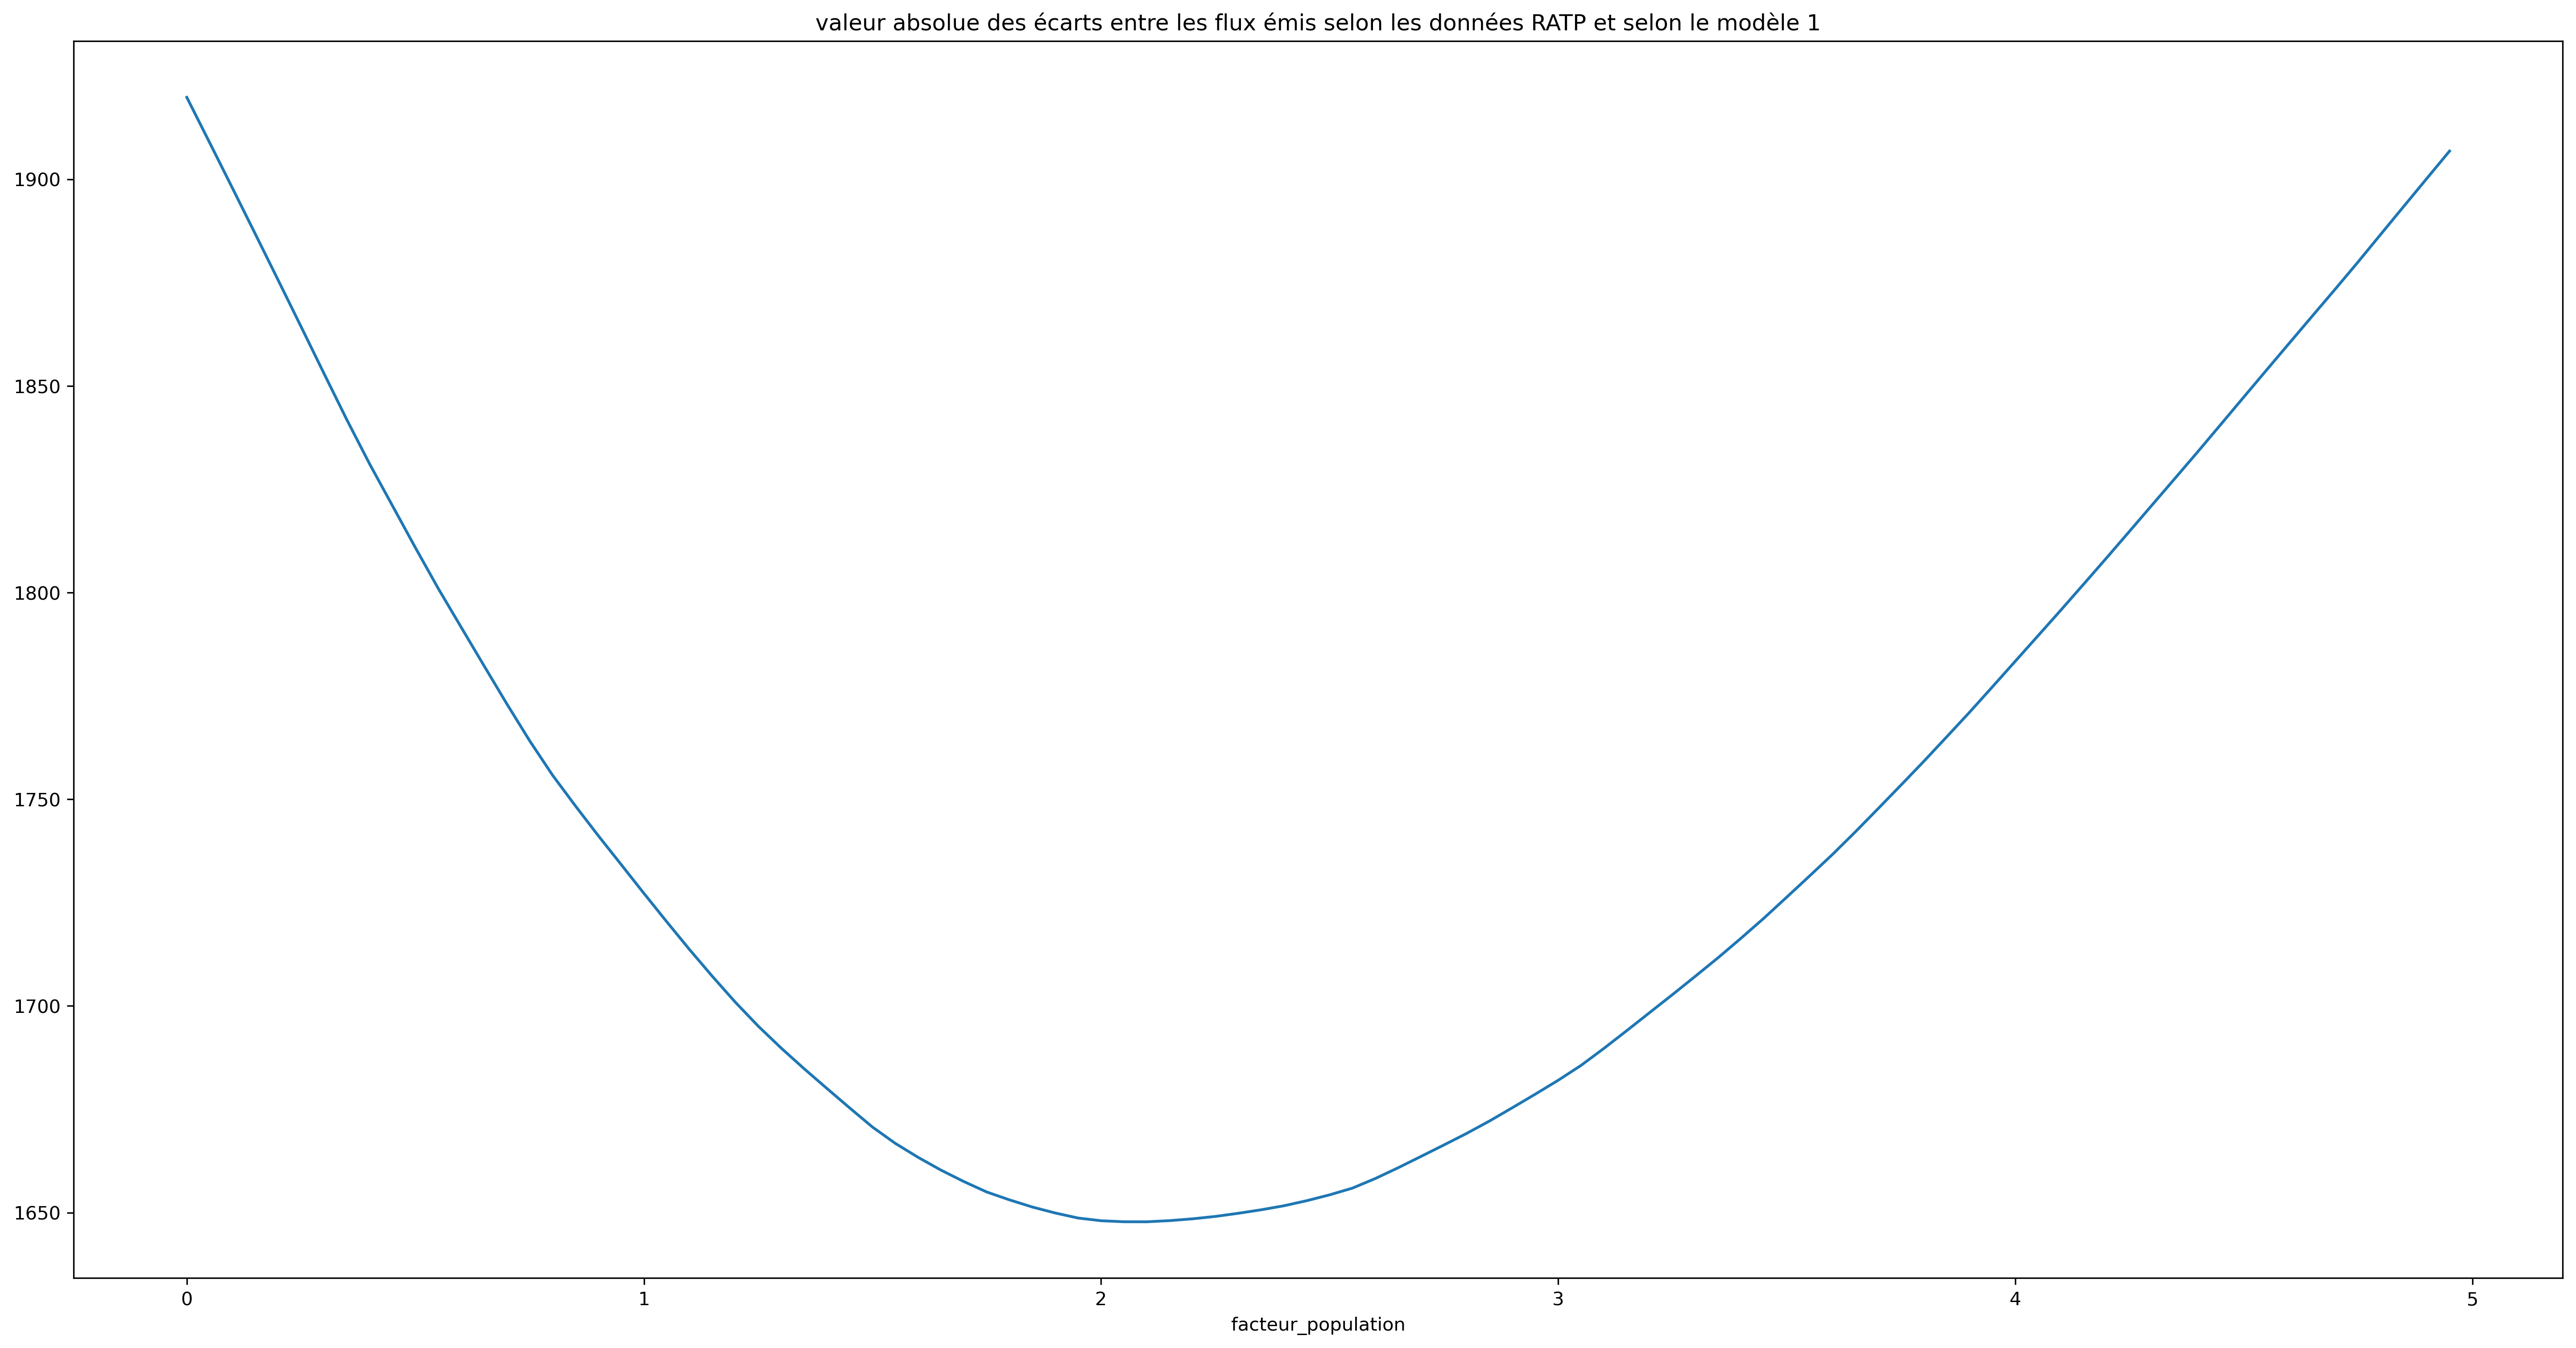 valeur absolue des écarts entre les flux émis selon les données RATP et selon le modèle 1
1900
1850
1800
1750
1700
1650
0 1 2 3 4 5
facteur_population